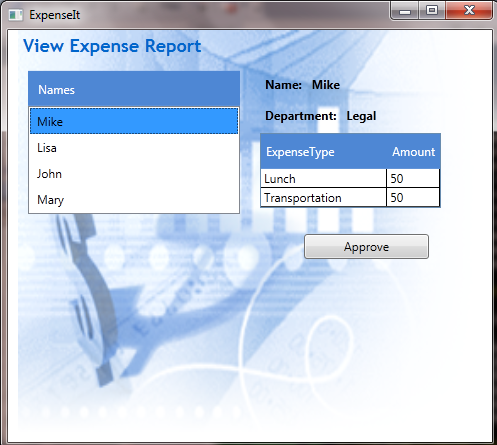 ExpenseIt
View Expense Report
Names
Mike
Lisa
John
Mary
Name: Mike
Department: Legal
ExpenseType Amount
Lunch 50
Transportation 50
Approve